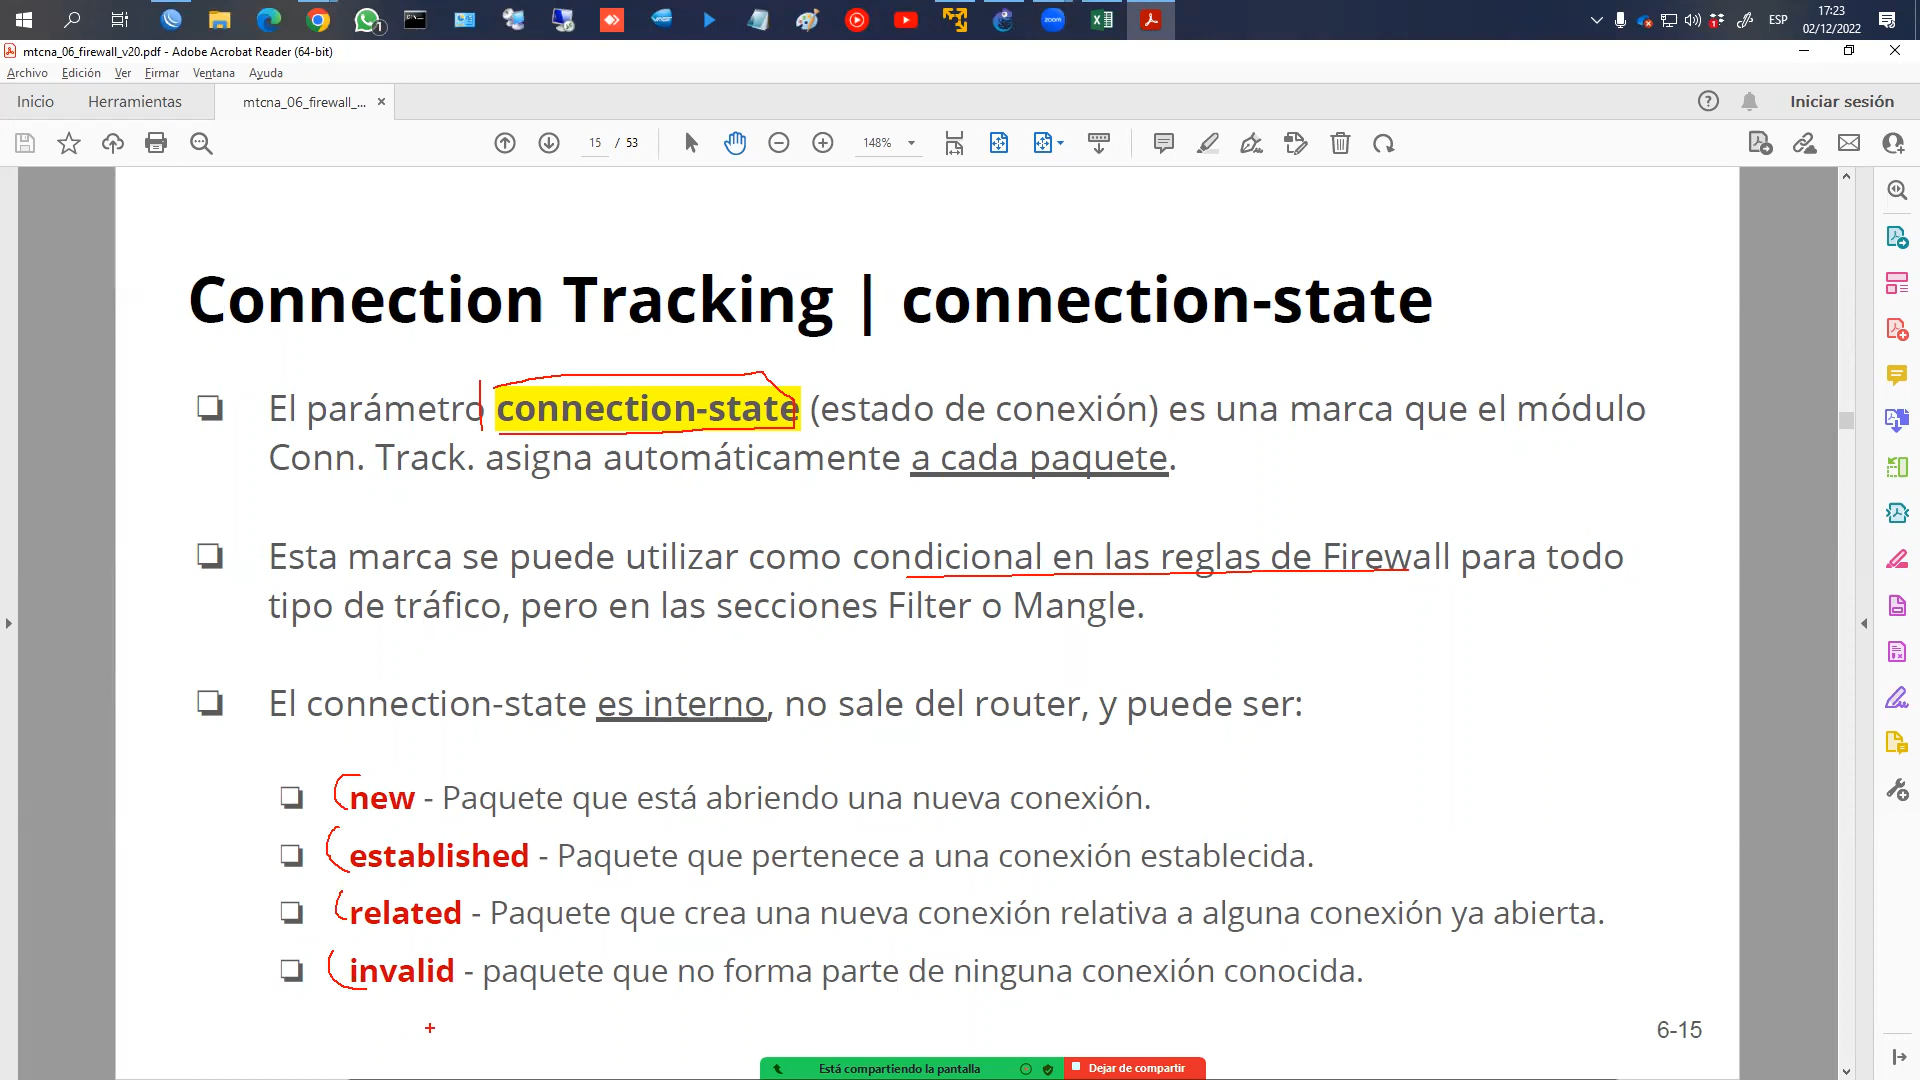 ESP
17:23
02/12/2022
mtcna_06_firewall_v20.pdf - Adobe Acrobat Reader (64-bit)
Archivo Edición Ver Firmar Ventana Ayuda
Inicio Herramientas mtcna_06_firewall_... × Iniciar sesión
15 / 53 148%
Connection Tracking | connection-state
❏ El parámetro connection-state (estado de conexión) es una marca que el módulo
Conn. Track. asigna automáticamente a cada paquete.
❏ Esta marca se puede utilizar como condicional en las reglas de Firewall para todo
tipo de tráfico, pero en las secciones Filter o Mangle.
❏ El connection-state es interno, no sale del router, y puede ser:
❏ new - Paquete que está abriendo una nueva conexión.
❏ established - Paquete que pertenece a una conexión establecida.
❏ related - Paquete que crea una nueva conexión relativa a alguna conexión ya abierta.
❏ invalid - paquete que no forma parte de ninguna conexión conocida.
6-15
Está compartiendo la pantalla Dejar de compartir